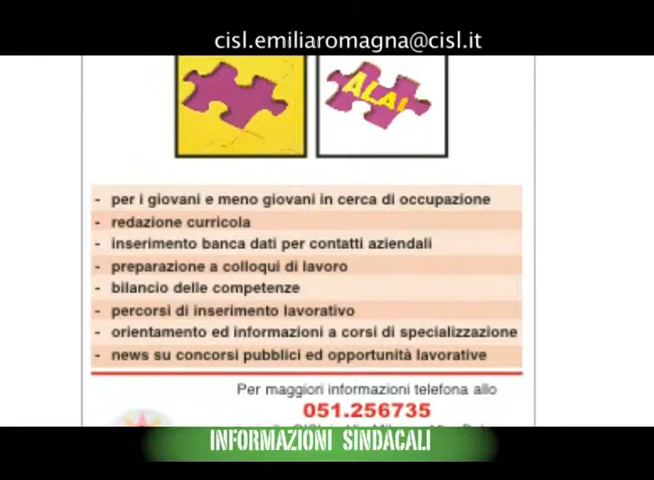 cisl.emiliaromagna@cisl.it
ALAI
- per i giovani e meno giovani in cerca di occupazione
- redazione curricola
- inserimento banca dati per contatti aziendali
- preparazione a colloqui di lavoro
- bilancio delle competenze
- percorsi di inserimento lavorativo
- orientamento ed informazioni a corsi di specializzazione
- news su concorsi pubblici ed opportunità lavorative
Per maggiori informazioni telefona allo
051.256735
INFORMAZIONI SINDACALI